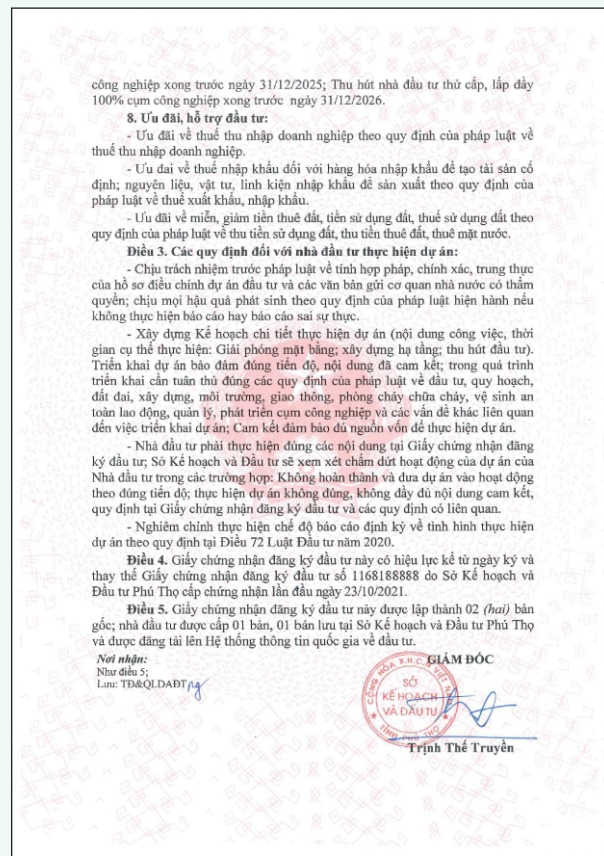 công nghiệp xong trước ngày 31/12/2025; Thu hút nhà đầu tư thứ cấp, lấp đầy
100% cụm công nghiệp xong trước ngày 31/12/2026.
8. Ưu đãi, hỗ trợ đầu tư:
- Ưu đãi về thuế thu nhập doanh nghiệp theo quy định của pháp luật về
thuế thu nhập doanh nghiệp.
- Ưu đai về thuế nhập khẩu đối với hàng hóa nhập khẩu để tạo tài sản cố
định; nguyên liệu, vật tư, linh kiện nhập khẩu để sản xuất theo quy định của
pháp luật về thuế xuất khẩu, nhập khẩu.
- Ưu đãi về miễn, giảm tiền thuê đất, tiền sử dụng đất, thuế sử dụng đất theo
quy định của pháp luật về thu tiền sử dụng đất, thu tiền thuê đất, thuê mặt nước.
Điều 3. Các quy định đối với nhà đầu tư thực hiện dự án:
- Chịu trách nhiệm trước pháp luật về tính hợp pháp, chính xác, trung thực
của hồ sơ điều chỉnh dự án đầu tư và các văn bản gửi cơ quan nhà nước có thẩm
quyền; chịu mọi hậu quả phát sinh theo quy định của pháp luật hiện hành nếu
không thực hiện báo cáo hay báo cáo sai sự thực.
- Xây dựng Kế hoạch chi tiết thực hiện dự án (nội dung công việc, thời
gian cụ thể thực hiện: Giải phóng mặt bằng; xây dựng hạ tầng; thu hút đầu tư).
Triển khai dự án bảo đảm đúng tiến độ, nội dung đã cam kết; trong quá trình
triển khai cần tuân thủ đúng các quy định của pháp luật về đầu tư, quy hoạch,
đất đai, xây dựng, môi trường, giao thông, phòng cháy chữa cháy, vệ sinh an
toàn lao động, quản lý, phát triển cụm công nghiệp và các vấn đề khác liên quan
đến việc triển khai dự án; Cam kết đảm bảo đủ nguồn vốn để thực hiện dự án.
- Nhà đầu tư phải thực hiện đúng các nội dung tại Giấy chứng nhận đăng
ký đầu tư; Sở Kế hoạch và Đầu tư sẽ xem xét chấm dứt hoạt động của dự án của
Nhà đầu tư trong các trường hợp: Không hoàn thành và đưa dự án vào hoạt động
theo đúng tiến độ; thực hiện dự án không đúng, không đầy đủ nội dung cam kết,
quy định tại Giấy chứng nhận đăng ký đầu tư và các quy định có liên quan.
- Nghiêm chỉnh thực hiện chế độ báo cáo định kỳ về tình hình thực hiện
dự án theo quy định tại Điều 72 Luật Đầu tư năm 2020.
Điều 4. Giấy chứng nhận đăng ký đầu tư này có hiệu lực kể từ ngày ký và
thay thế Giấy chứng nhận đăng ký đầu tư số 1168188888 do Sở Kế hoạch và
Đầu tư Phú Thọ cấp chứng nhận lần đầu ngày 23/10/2021.
Điều 5. Giấy chứng nhận đăng ký đầu tư này được lập thành 02 (hai) bản
gốc; nhà đầu tư được cấp 01 bản, 01 bản lưu tại Sở Kế hoạch và Đầu tư Phú Thọ
và được đăng tải lên Hệ thống thông tin quốc gia về đầu tư.
Nơi nhận:
Như điều 5;
Lưu: TĐ&QLDAĐT
GIÁM ĐỐC
CỘNG HÒA X.H.C.N VIỆT NAM
SỞ
KẾ HOẠCH
VÀ ĐẦU TƯ
TỈNH PHÚ THỌ
Trịnh Thế Truyền